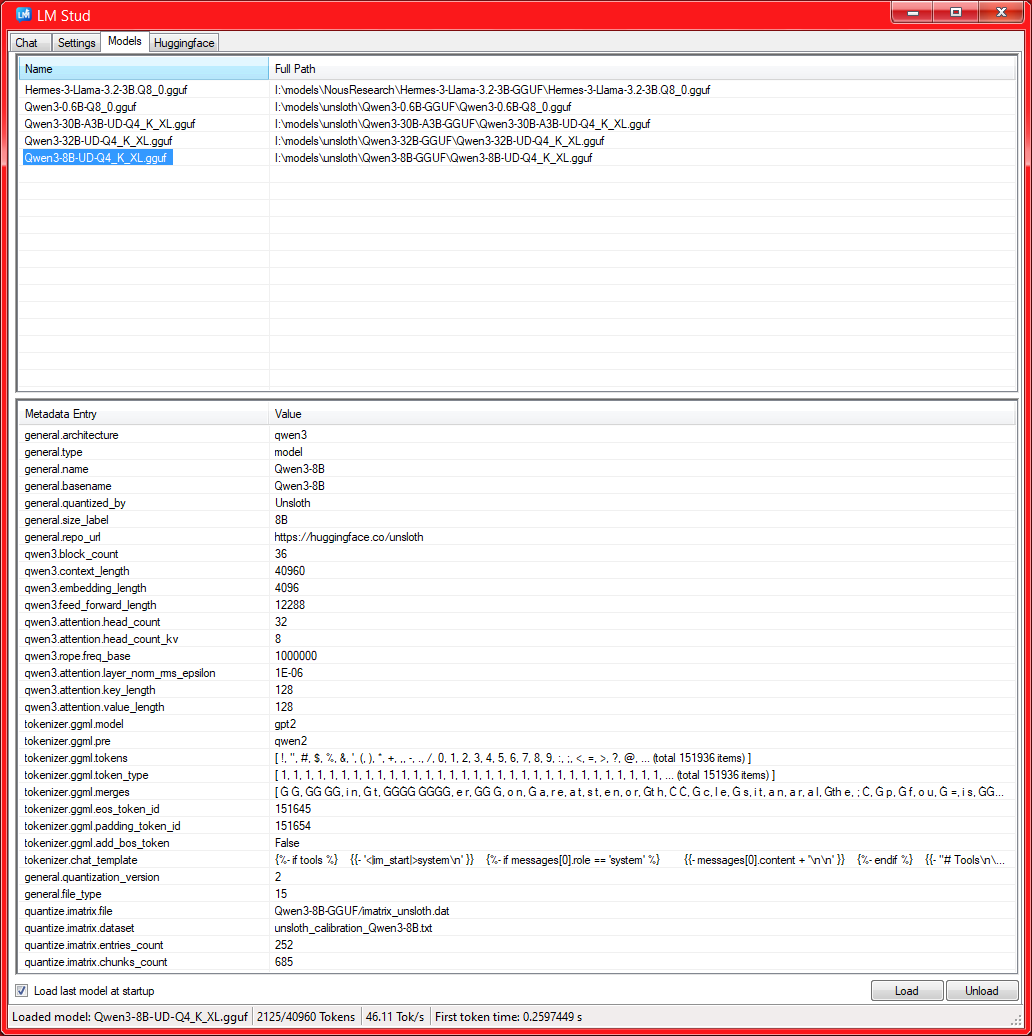 LM Stud
Chat Settings Models Huggingface
Name Full Path
Hermes-3-Llama-3.2-3B.Q8_0.gguf I:\models\NousResearch\Hermes-3-Llama-3.2-3B-GGUF\Hermes-3-Llama-3.2-3B.Q8_0.gguf
Qwen3-0.6B-Q8_0.gguf I:\models\unsloth\Qwen3-0.6B-GGUF\Qwen3-0.6B-Q8_0.gguf
Qwen3-30B-A3B-UD-Q4_K_XL.gguf I:\models\unsloth\Qwen3-30B-A3B-GGUF\Qwen3-30B-A3B-UD-Q4_K_XL.gguf
Qwen3-32B-UD-Q4_K_XL.gguf I:\models\unsloth\Qwen3-32B-GGUF\Qwen3-32B-UD-Q4_K_XL.gguf
Qwen3-8B-UD-Q4_K_XL.gguf I:\models\unsloth\Qwen3-8B-GGUF\Qwen3-8B-UD-Q4_K_XL.gguf
Metadata Entry Value
general.architecture qwen3
general.type model
general.name Qwen3-8B
general.basename Qwen3-8B
general.quantized_by Unsloth
general.size_label 8B
general.repo_url https://huggingface.co/unsloth
qwen3.block_count 36
qwen3.context_length 40960
qwen3.embedding_length 4096
qwen3.feed_forward_length 12288
qwen3.attention.head_count 32
qwen3.attention.head_count_kv 8
qwen3.rope.freq_base 1000000
qwen3.attention.layer_norm_rms_epsilon 1E-06
qwen3.attention.key_length 128
qwen3.attention.value_length 128
tokenizer.ggml.model gpt2
tokenizer.ggml.pre qwen2
tokenizer.ggml.tokens [ !, ", #, $, %, &, ', (, ), *, +, ,, -, ., /, 0, 1, 2, 3, 4, 5, 6, 7, 8, 9, :, ;, <, =, >, ?, @, ... (total 151936 items) ]
tokenizer.ggml.token_type [ 1, 1, 1, 1, 1, 1, 1, 1, 1, 1, 1, 1, 1, 1, 1, 1, 1, 1, 1, 1, 1, 1, 1, 1, 1, 1, 1, 1, 1, 1, 1, 1, ... (total 151936 items) ]
tokenizer.ggml.merges [ G G, GG GG, i n, G t, GGGG GGGG, e r, GG G, o n, G a, r e, a t, s t, e n, o r, Gt h, C C, G c, l e, G s, i t, a n, a r, a l, Gth e, ; C, G p, G f, o u, G =, i s, GG...
tokenizer.ggml.eos_token_id 151645
tokenizer.ggml.padding_token_id 151654
tokenizer.ggml.add_bos_token False
tokenizer.chat_template {%- if tools %} {{- '<|im_start|>system\n' }} {%- if messages[0].role == 'system' %} {{- messages[0].content + '\n\n' }} {%- endif %} {{- "# Tools\n\...
general.quantization_version 2
general.file_type 15
quantize.imatrix.file Qwen3-8B-GGUF/imatrix_unsloth.dat
quantize.imatrix.dataset unsloth_calibration_Qwen3-8B.txt
quantize.imatrix.entries_count 252
quantize.imatrix.chunks_count 685
Load last model at startup Load Unload
Loaded model: Qwen3-8B-UD-Q4_K_XL.gguf 2125/40960 Tokens 46.11 Tok/s First token time: 0.2597449 s